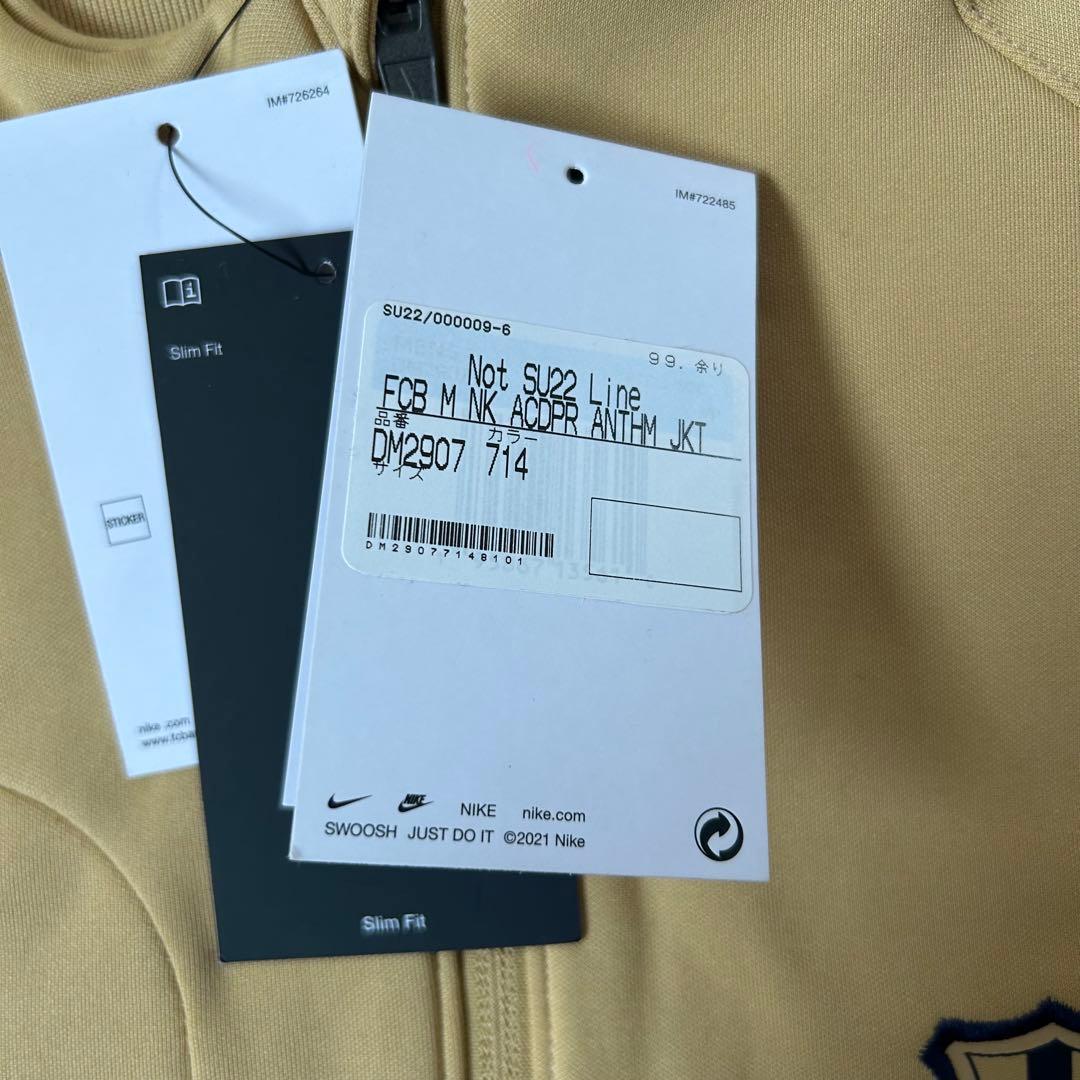 IM#726264
STICKER
nike.com
www.fcba
Slim Fit
Slim Fit
IM#722485
SU22/000009-6
99. 余り
Not SU22 Line
FCB M NK ACDPR ANTHM JKT
品番 カラー
DM2907 714
サイズ
DM29077148101
NIKE nike.com
SWOOSH JUST DO IT ©2021 Nike